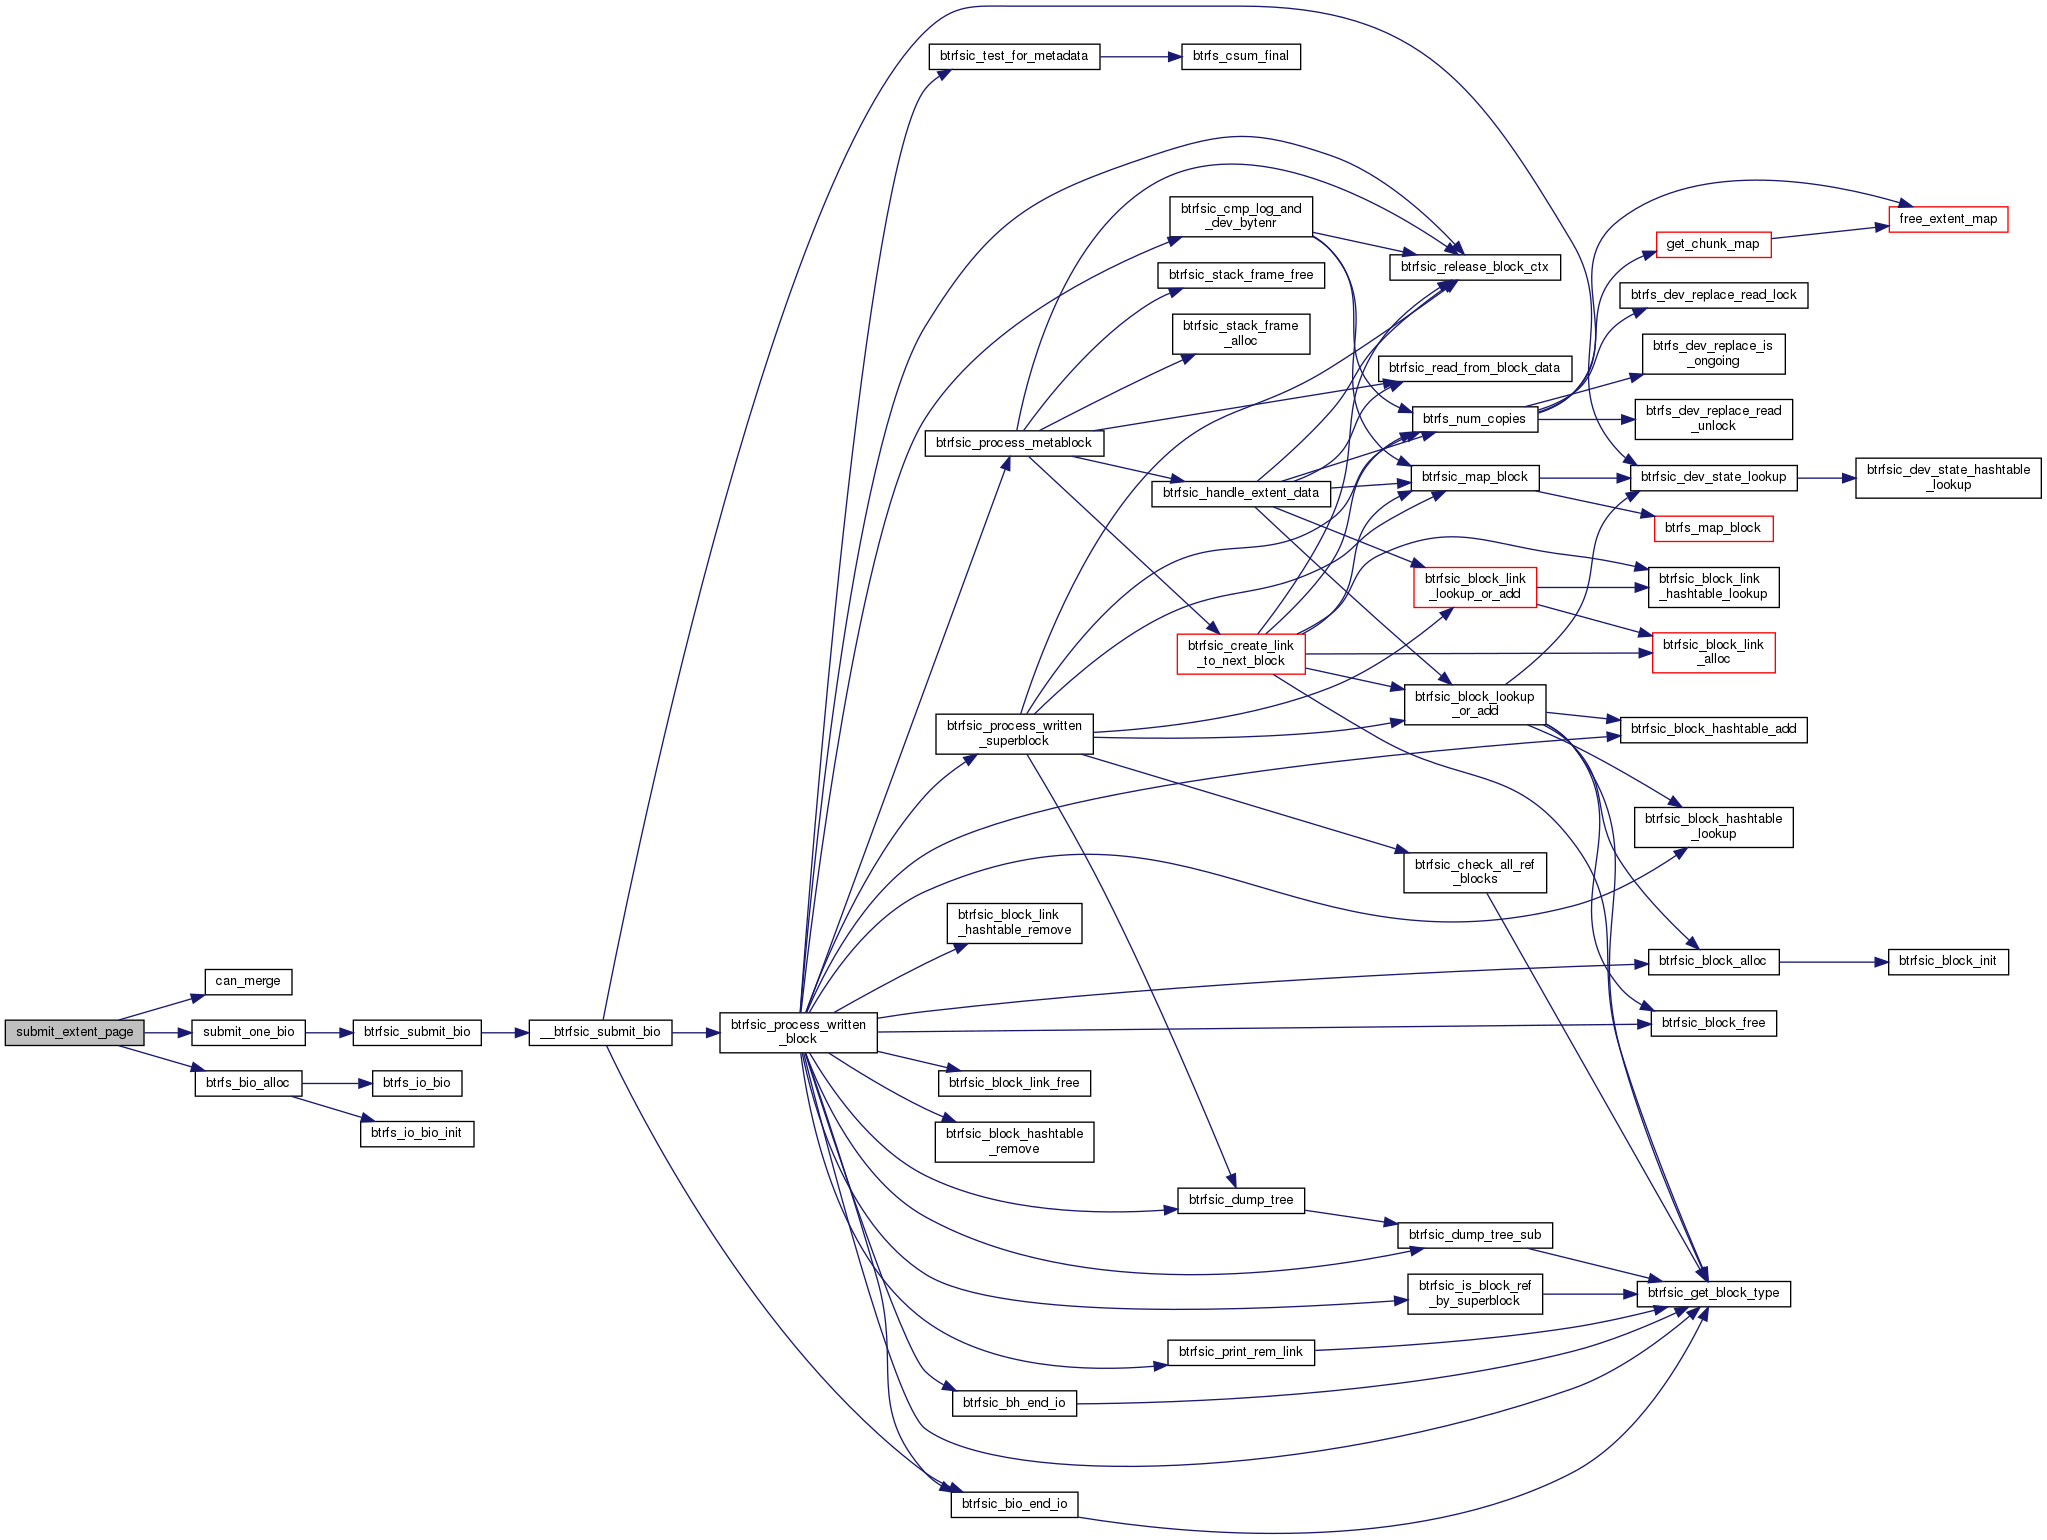 submit_extent_page
can_merge
submit_one_bio
btrfs_bio_alloc
btrfsic_submit_bio
btrfs_io_bio
btrfs_io_bio_init
__btrfsic_submit_bio
btrfsic_process_written
_block
btrfsic_test_for_metadata
btrfs_csum_final
btrfsic_process_metablock
btrfsic_process_written
_superblock
btrfsic_block_link
_hashtable_remove
btrfsic_block_link_free
btrfsic_block_hashtable
_remove
btrfsic_bh_end_io
btrfsic_bio_end_io
btrfsic_cmp_log_and
_dev_bytenr
btrfsic_stack_frame_free
btrfsic_stack_frame
_alloc
btrfsic_handle_extent_data
btrfsic_create_link
_to_next_block
btrfsic_dump_tree
btrfsic_print_rem_link
btrfsic_release_block_ctx
btrfsic_read_from_block_data
btrfs_num_copies
btrfsic_map_block
btrfsic_block_link
_lookup_or_add
btrfsic_block_lookup
_or_add
btrfsic_check_all_ref
_blocks
btrfsic_dump_tree_sub
btrfsic_is_block_ref
_by_superblock
get_chunk_map
btrfs_dev_replace_read_lock
btrfs_dev_replace_is
_ongoing
btrfs_dev_replace_read
_unlock
btrfsic_dev_state_lookup
btrfs_map_block
btrfsic_block_link
_hashtable_lookup
btrfsic_block_link
_alloc
btrfsic_block_hashtable_add
btrfsic_block_hashtable
_lookup
btrfsic_block_alloc
btrfsic_block_free
btrfsic_get_block_type
free_extent_map
btrfsic_dev_state_hashtable
_lookup
btrfsic_block_init